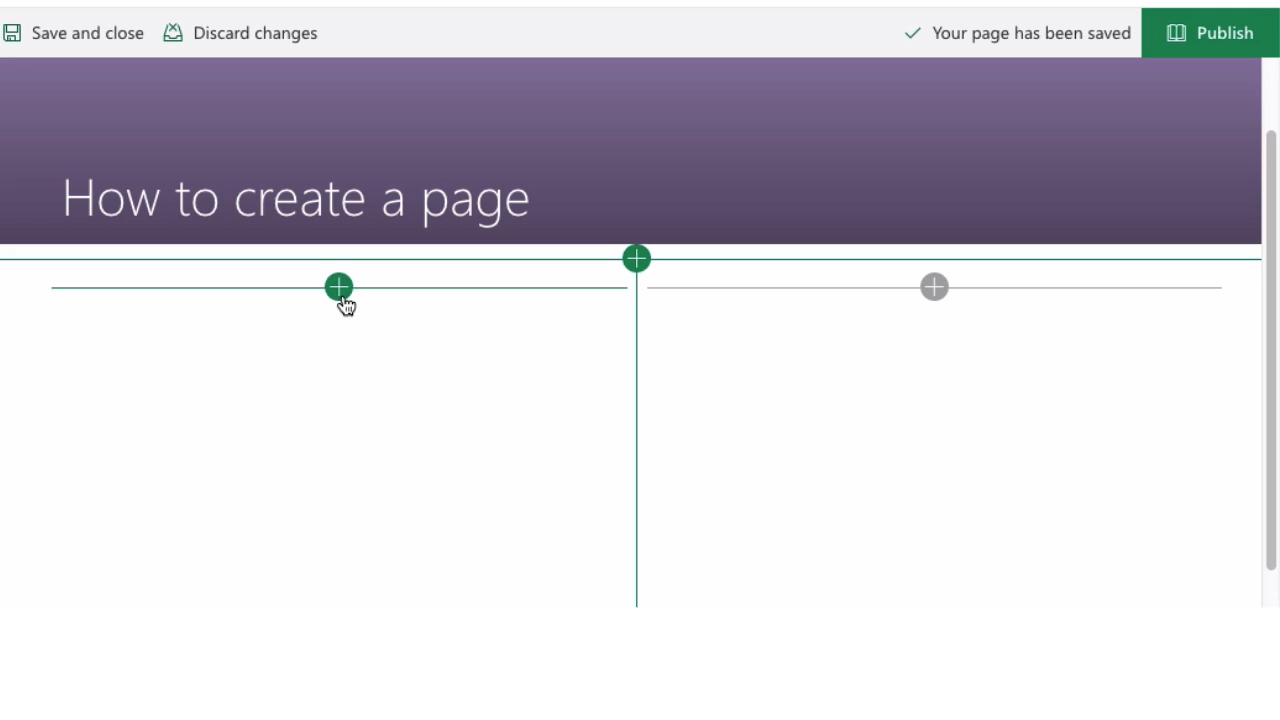 Save and close Discard changes Your page has been saved Publish
How to create a page